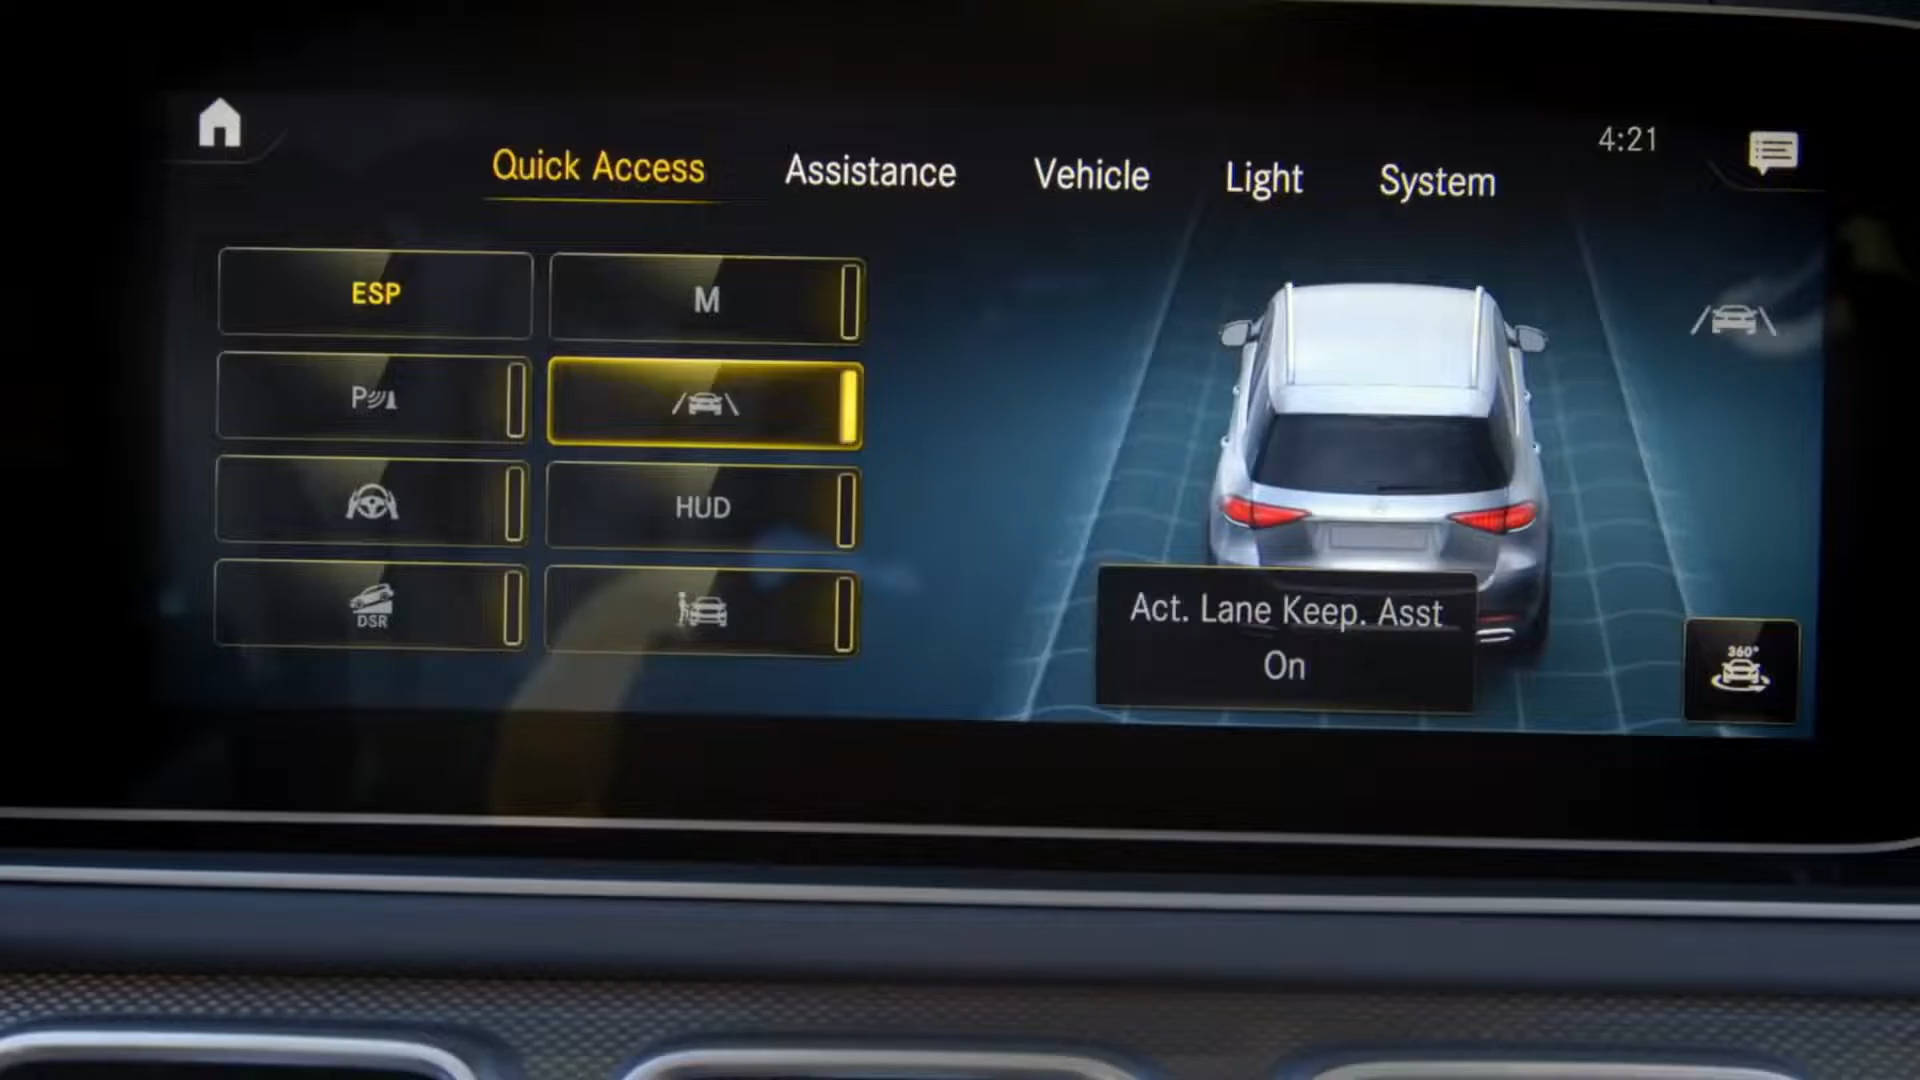 4:21
Quick Access Assistance Vehicle Light System
ESP M
P
HUD
DSR
Act. Lane Keep. Asst
On
360°